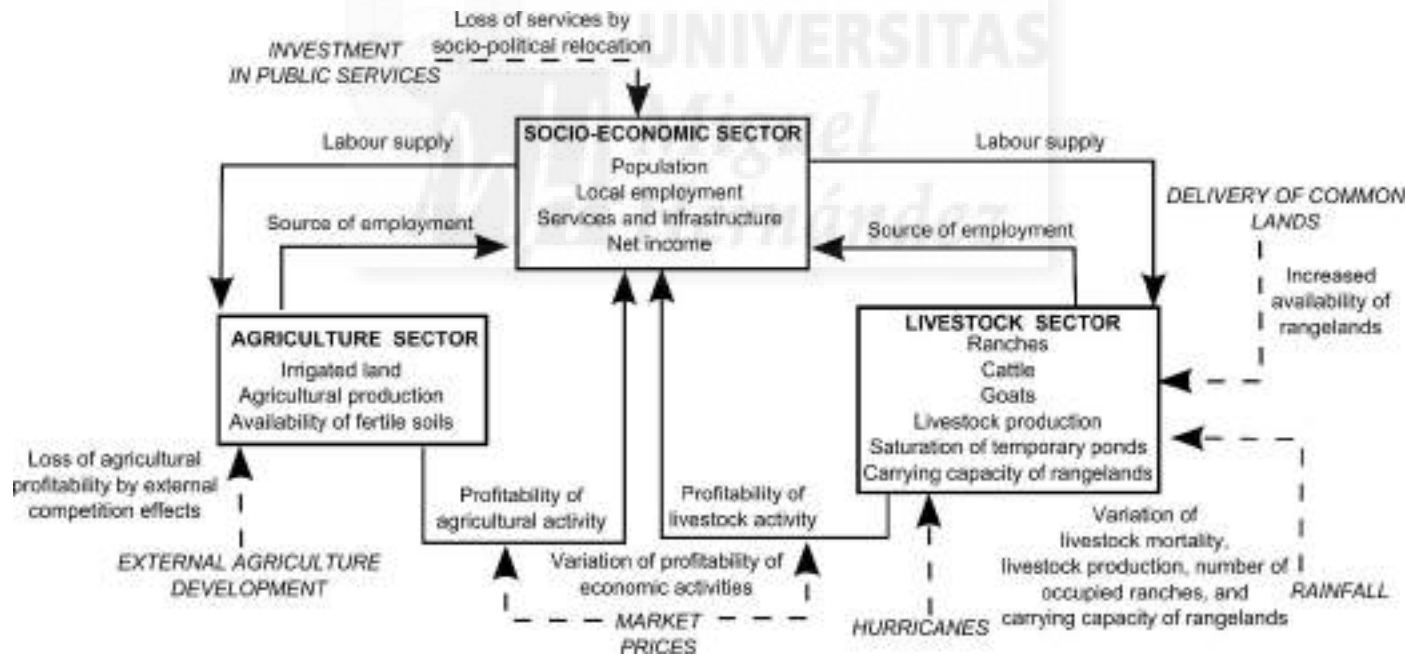 UNIVERSITAS
Miguel
Hernández
Loss of services by
socio-political relocation
INVESTMENT
IN PUBLIC SERVICES
SOCIO-ECONOMIC SECTOR
Population
Local employment
Services and infrastructure
Net income
Labour supply
Labour supply
Source of employment
Source of employment
DELIVERY OF COMMON
LANDS
Increased
availability of
rangelands
AGRICULTURE SECTOR
Irrigated land
Agricultural production
Availability of fertile soils
LIVESTOCK SECTOR
Ranches
Cattle
Goats
Livestock production
Saturation of temporary ponds
Carrying capacity of rangelands
Loss of agricultural
profitability by external
competition effects
EXTERNAL AGRICULTURE
DEVELOPMENT
Profitability of
agricultural activity
Profitability of
livestock activity
Variation of profitability of
economic activities
MARKET
PRICES
HURRICANES
Variation of
livestock mortality,
livestock production, number of
occupied ranches, and
carrying capacity of rangelands
RAINFALL